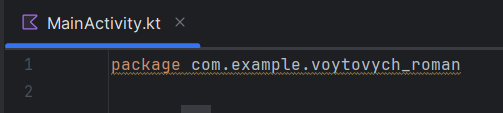 MainActivity.kt
1 package com.example.voytovych_roman
2